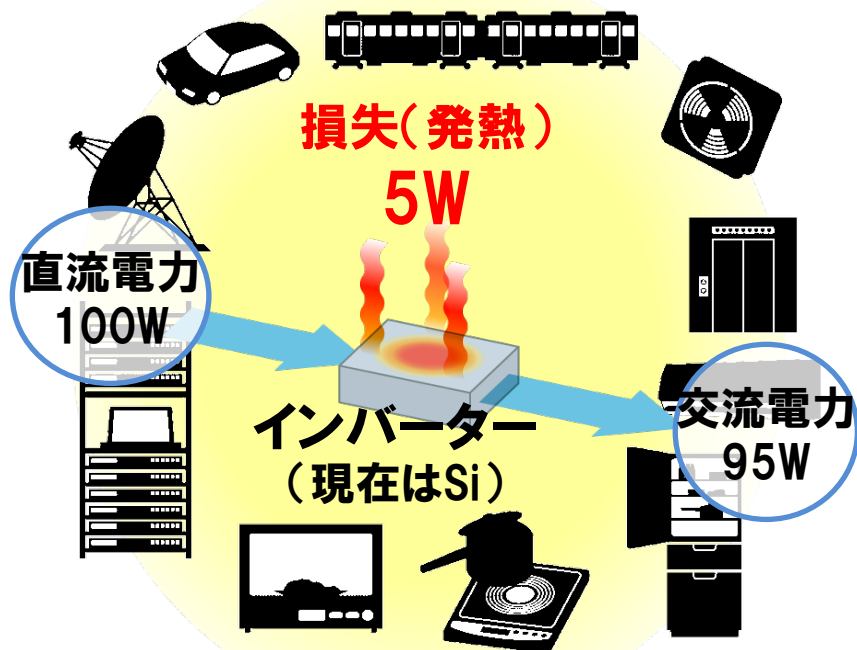 損失(発熱)
5W
直流電力
100W
インバーター
(現在はSi)
交流電力
95W